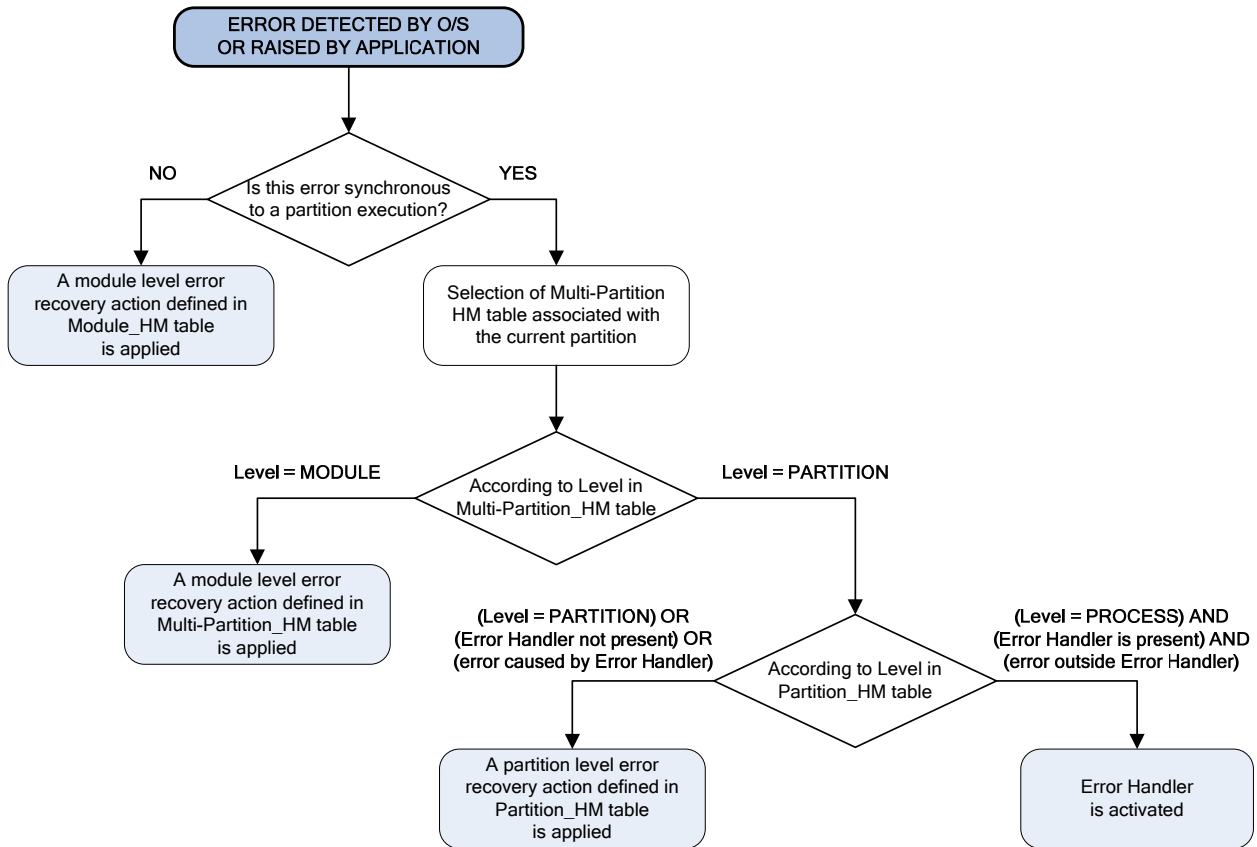 ERROR DETECTED BY O/S
OR RAISED BY APPLICATION
NO
YES
Is this error synchronous
to a partition execution?
A module level error
recovery action defined in
Module_HM table
is applied
Selection of Multi-Partition
HM table associated with
the current partition
Level = MODULE
Level = PARTITION
According to Level in
Multi-Partition_HM table
A module level error
recovery action defined in
Multi-Partition_HM table
is applied
(Level = PARTITION) OR
(Error Handler not present) OR
(error caused by Error Handler)
(Level = PROCESS) AND
(Error Handler is present) AND
(error outside Error Handler)
According to Level in
Partition_HM table
A partition level error
recovery action defined in
Partition_HM table
is applied
Error Handler
is activated